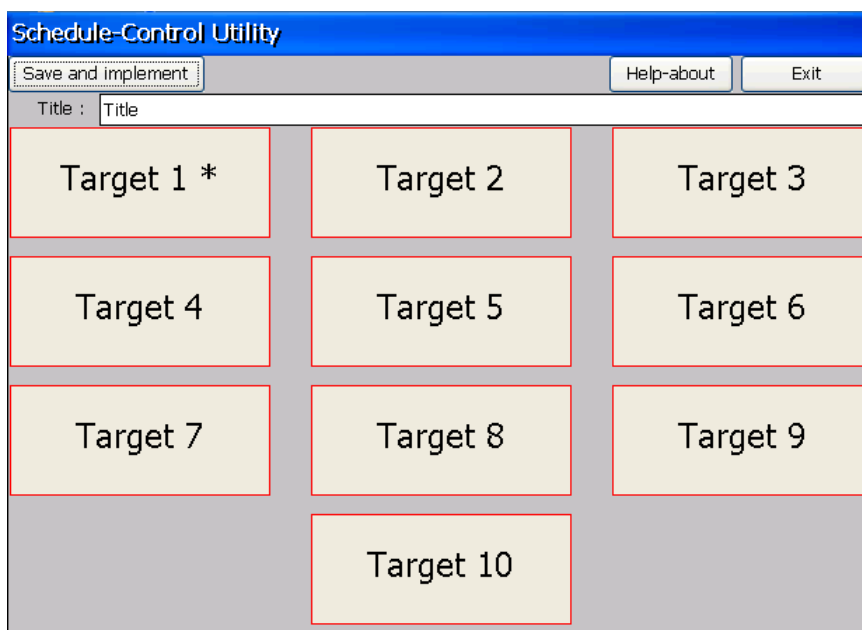 Schedule-Control Utility
Save and implement Help-about Exit
Title : Title
Target 1 * Target 2 Target 3
Target 4 Target 5 Target 6
Target 7 Target 8 Target 9
Target 10